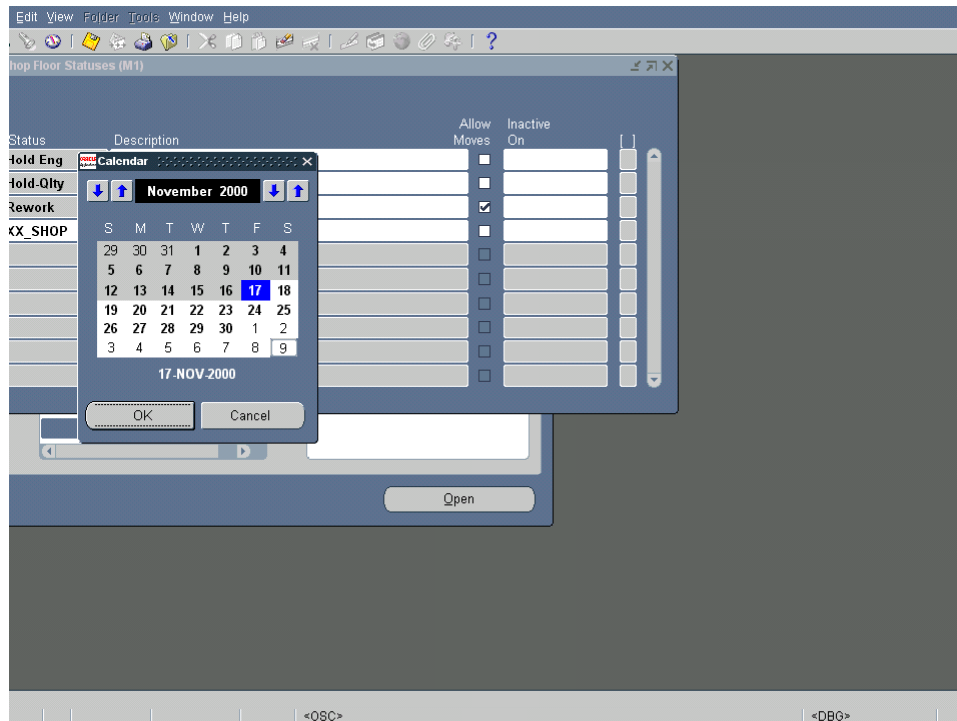 Edit View Folder Tools Window Help
?
hop Floor Statuses (M1)
Allow Inactive
Status Description Moves On [ ]
Hold Eng
Hold-Qlty
Rework
XX_SHOP
Calendar
November 2000
S M T W T F S
29 30 31 1 2 3 4
5 6 7 8 9 10 11
12 13 14 15 16 17 18
19 20 21 22 23 24 25
26 27 28 29 30 1 2
3 4 5 6 7 8 9
17-NOV-2000
OK Cancel
Open
<OSC> <DBG>